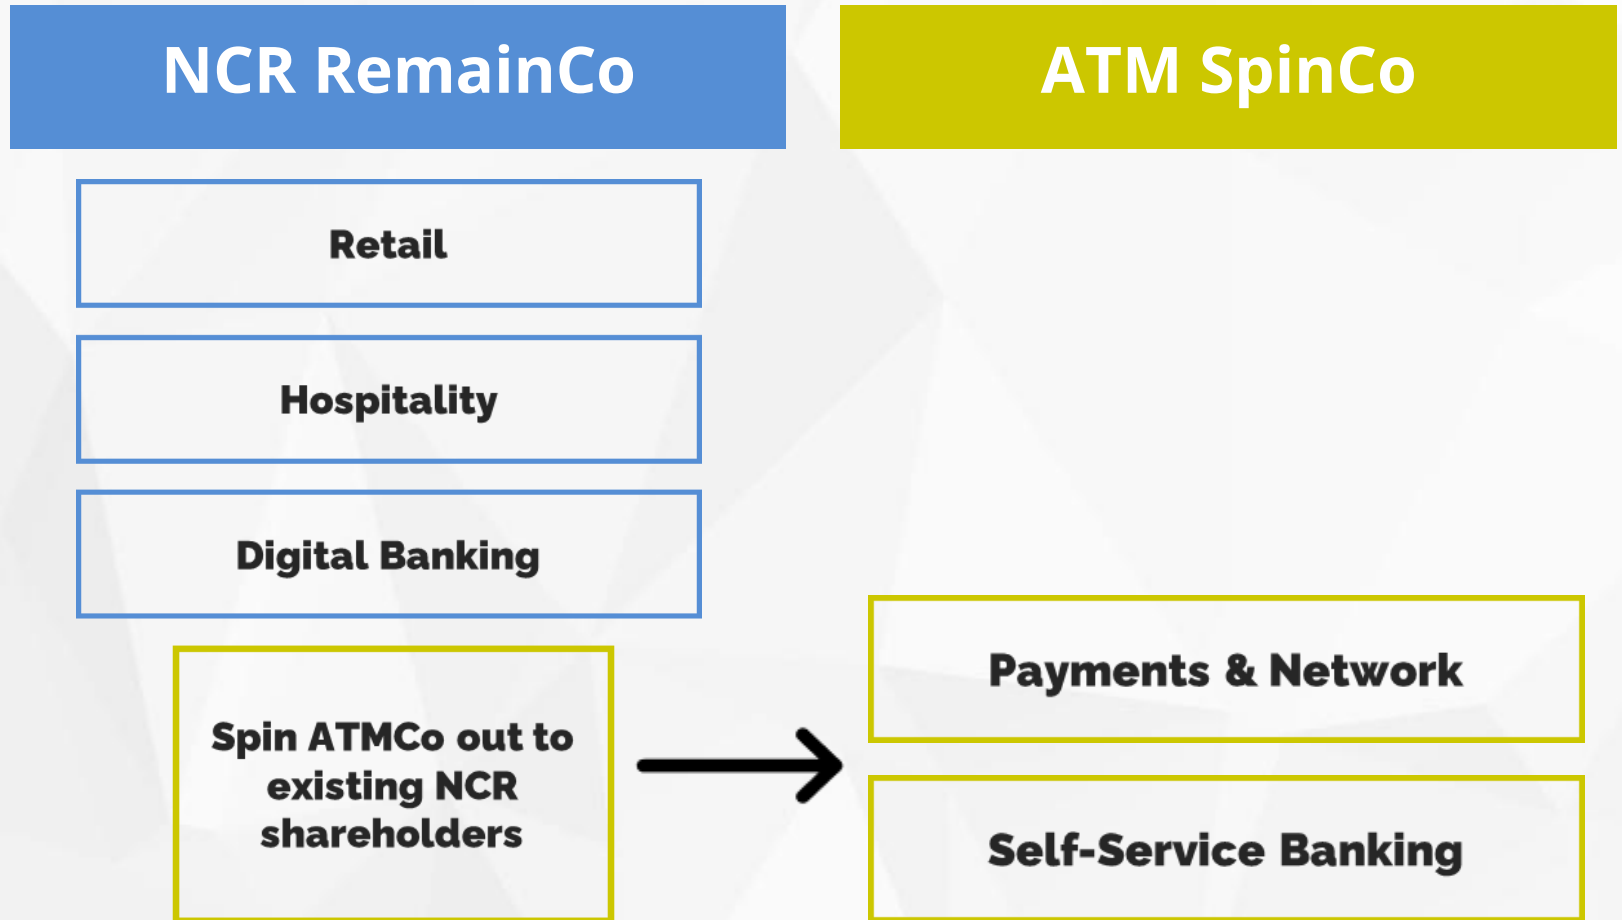 NCR RemainCo
ATM SpinCo
Retail
Hospitality
Digital Banking
Spin ATMCo out to
existing NCR
shareholders
Payments & Network
Self-Service Banking